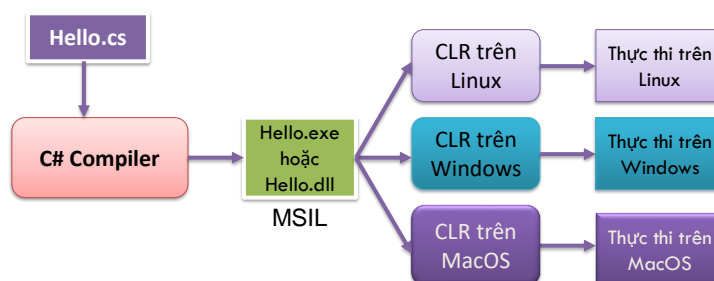 Hello.cs
C# Compiler
Hello.exe
hoặc
Hello.dll
MSIL
CLR trên
Linux
Thực thi trên
Linux
CLR trên
Windows
Thực thi trên
Windows
CLR trên
MacOS
Thực thi trên
MacOS